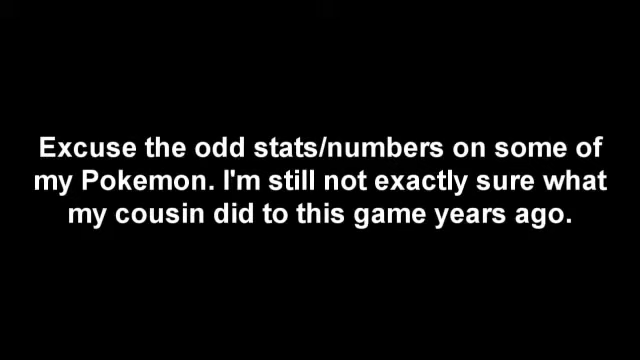 Excuse the odd stats/numbers on some of
my Pokemon. I'm still not exactly sure what
my cousin did to this game years ago.